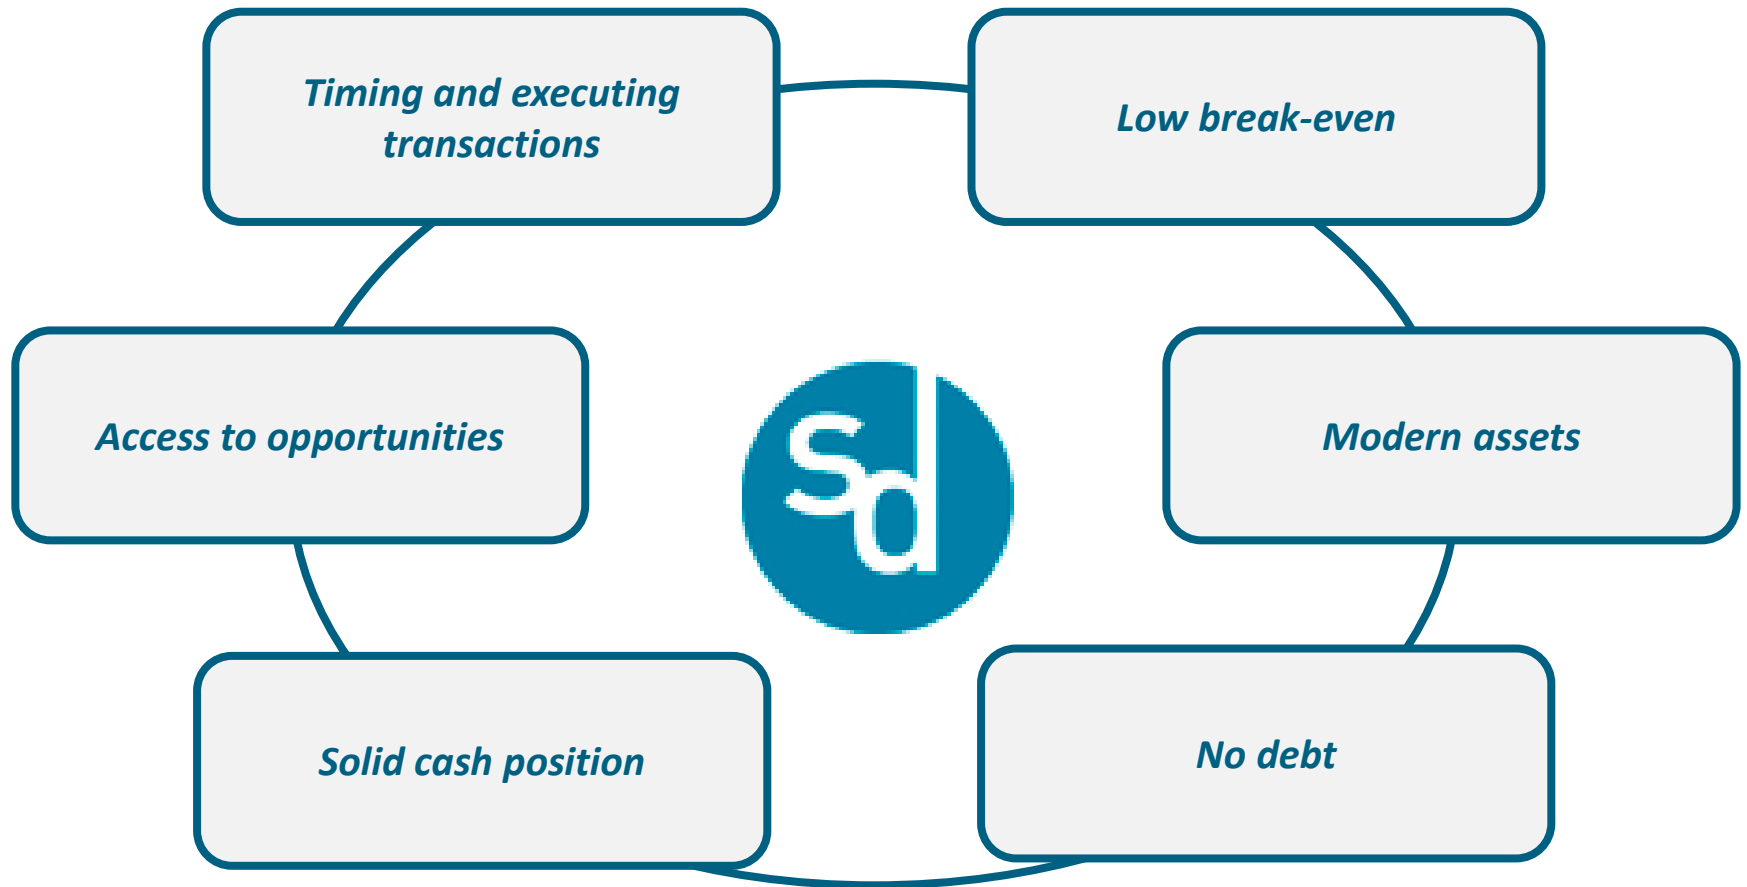 Timing and executing
transactions
Low break-even
Access to opportunities
Modern assets
sd
Solid cash position
No debt